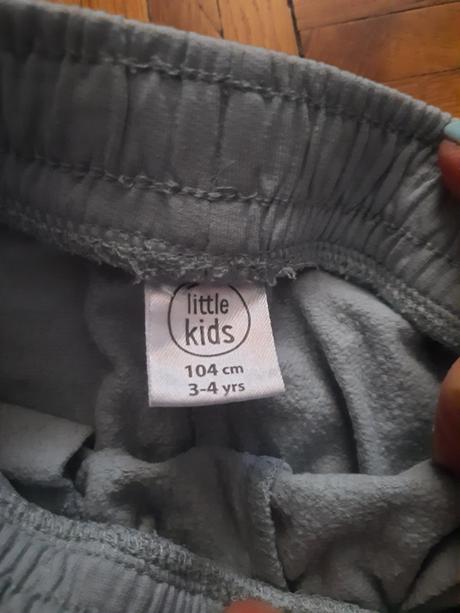 little
kids
104 cm
3-4 yrs